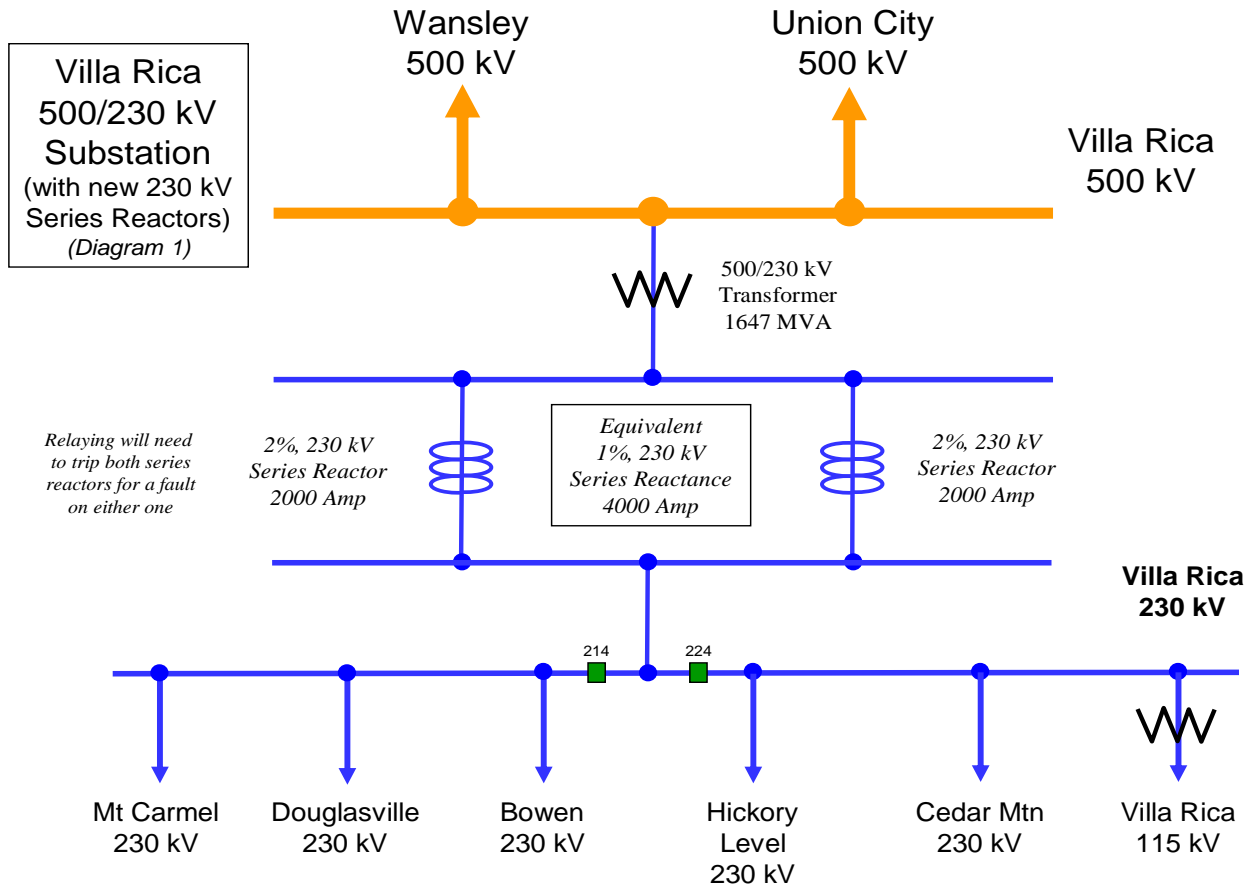 Villa Rica
500/230 kV
Substation
(with new 230 kV
Series Reactors)
(Diagram 1)
Wansley
500 kV
Union City
500 kV
Villa Rica
500 kV
500/230 kV
Transformer
1647 MVA
Relaying will need
to trip both series
reactors for a fault
on either one
2%, 230 kV
Series Reactor
2000 Amp
Equivalent
1%, 230 kV
Series Reactance
4000 Amp
2%, 230 kV
Series Reactor
2000 Amp
Villa Rica
230 kV
214
224
Mt Carmel
230 kV
Douglasville
230 kV
Bowen
230 kV
Hickory
Level
230 kV
Cedar Mtn
230 kV
Villa Rica
115 kV